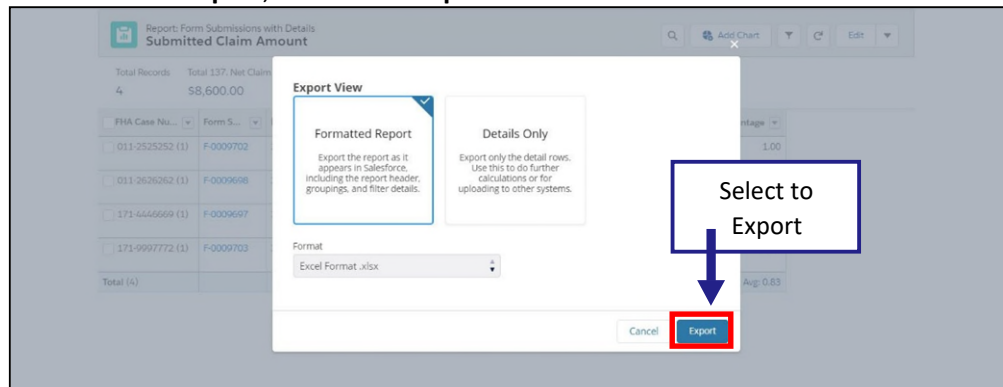 Report: Form Submissions with Details
Submitted Claim Amount
Add Chart
Edit
Total Records Total 137. Net Claim
4 $8,600.00
Export View
Formatted Report
Export the report as it
appears in Salesforce,
including the report header,
groupings, and filter details.
Details Only
Export only the detail rows.
Use this to do further
calculations or for
uploading to other systems.
FHA Case Nu... Form S... ntage
011-2525252 (1) F-0009702 1.00
011-2626262 (1) F-0009698
171-4446669 (1) F-0009697
171-9997772 (1) F-0009703
Total (4) Avg: 0.83
Format
Excel Format .xlsx
Select to
Export
Cancel Export